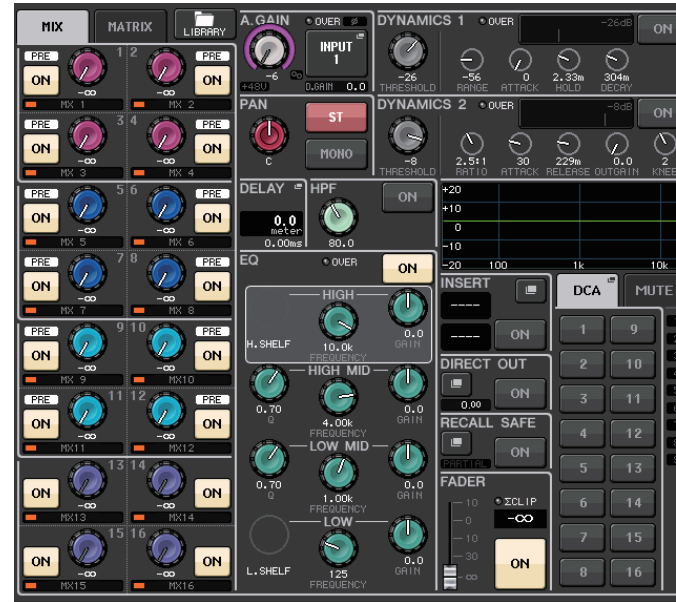 MIX MATRIX LIBRARY
PRE 1 2 PRE
ON -∞ -∞ ON
MX 1 MX 2
PRE 3 4 PRE
ON -∞ -∞ ON
MX 3 MX 4
PRE 5 6 PRE
ON -∞ -∞ ON
MX 5 MX 6
PRE 7 8 PRE
ON -∞ -∞ ON
MX 7 MX 8
PRE 9 10 PRE
ON -∞ -∞ ON
MX 9 MX10
PRE 11 12 PRE
ON -∞ -∞ ON
MX11 MX12
13 14
ON -∞ -∞ ON
MX13 MX14
15 16
ON -∞ -∞ ON
MX15 MX16
A.GAIN OVER
INPUT 1
-6
+48V D.GAIN 0.0
PAN ST
C MONO
DELAY
0.0
meter
0.00ms
HPF ON
80.0
EQ OVER ON
HIGH
H.SHELF 10.0k 0.0
FREQUENCY GAIN
HIGH MID
0.70 4.00k 0.0
Q FREQUENCY GAIN
LOW MID
0.70 1.00k 0.0
Q FREQUENCY GAIN
LOW
L.SHELF 125 0.0
FREQUENCY GAIN
DYNAMICS 1 OVER -26dB ON
-26 -56 0 2.33m 304m
THRESHOLD RANGE ATTACK HOLD DECAY
DYNAMICS 2 OVER -8dB ON
-8 2.5:1 30 229m 0.0 2
THRESHOLD RATIO ATTACK RELEASE OUTGAIN KNEE
+20
+10
0
-10
-20 100 1k 10k
INSERT
----
---- ON
DIRECT OUT
ON
0.00
RECALL SAFE
ON
PARTIAL
FADER
10 ΣCLIP
0 -∞
10
30 ON
-∞
DCA MUTE
1 9
2 10
3 11
4 12
5 13
6 14
7 15
8 16